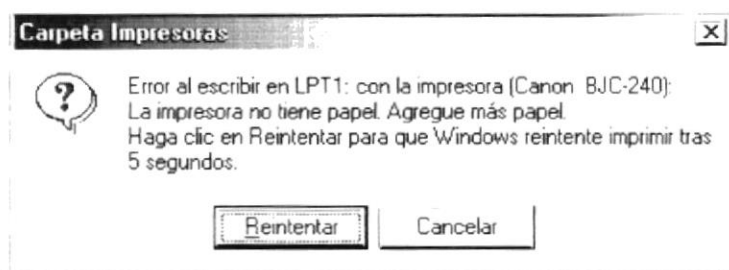 Carpeta Impresoras
Error al escribir en LPT1: con la impresora (Canon BJC-240):
La impresora no tiene papel. Agregue más papel.
Haga clic en Reintentar para que Windows reintente imprimir tras
5 segundos.
Reintentar Cancelar